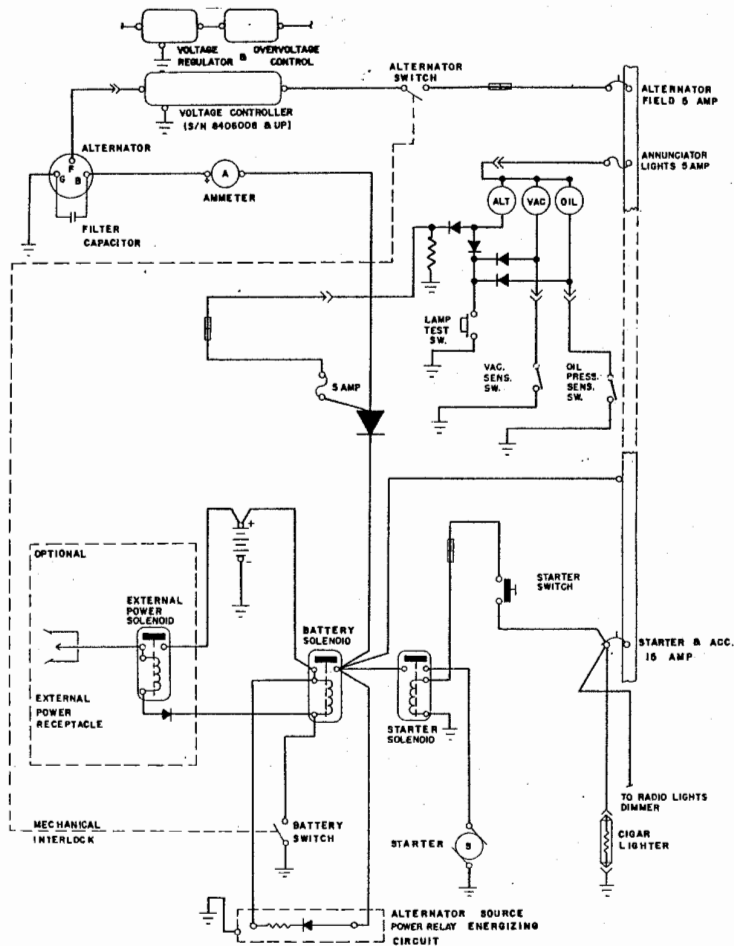 VOLTAGE
REGULATOR
&
OVERVOLTAGE
CONTROL
ALTERNATOR
SWITCH
VOLTAGE CONTROLLER
(S/N 8406008 & UP)
ALTERNATOR
FIELD 5 AMP
ALTERNATOR
F
G
B
A
AMMETER
FILTER
CAPACITOR
ANNUNCIATOR
LIGHTS 5 AMP
ALT
VAC
OIL
LAMP
TEST
SW.
VAC.
SENS.
SW.
OIL
PRESS.
SENS.
SW.
5 AMP
+
-
OPTIONAL
EXTERNAL
POWER
SOLENOID
BATTERY
SOLENOID
STARTER
SWITCH
STARTER & ACC.
15 AMP
EXTERNAL
POWER
RECEPTACLE
STARTER
SOLENOID
TO RADIO LIGHTS
DIMMER
MECHANICAL
INTERLOCK
BATTERY
SWITCH
STARTER
S
CIGAR
LIGHTER
ALTERNATOR SOURCE
POWER RELAY ENERGIZING
CIRCUIT